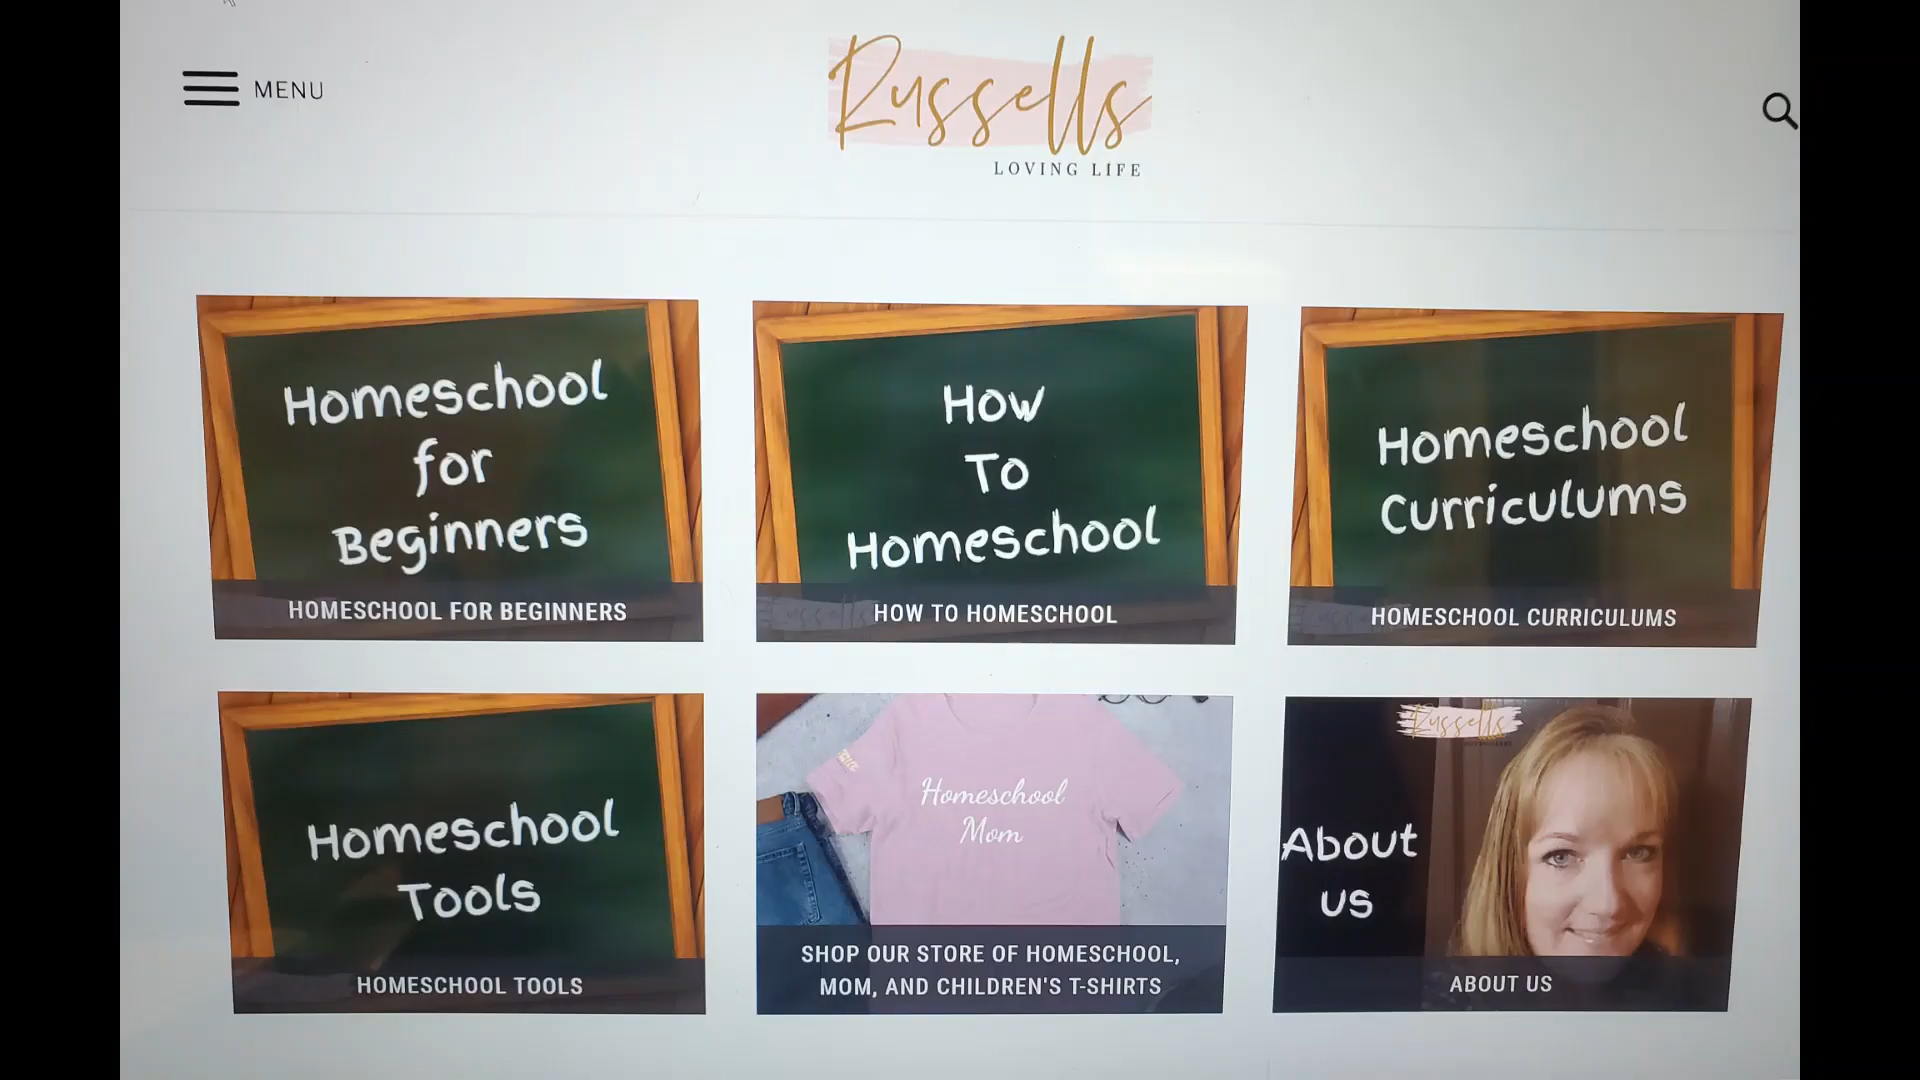 MENU
Russells
LOVING LIFE
Homeschool
for
Beginners
HOMESCHOOL FOR BEGINNERS
How
To
Homeschool
HOW TO HOMESCHOOL
Homeschool
Curriculums
HOMESCHOOL CURRICULUMS
Homeschool
Tools
HOMESCHOOL TOOLS
Homeschool
Mom
SHOP OUR STORE OF HOMESCHOOL,
MOM, AND CHILDREN'S T-SHIRTS
Russells
About
us
ABOUT US